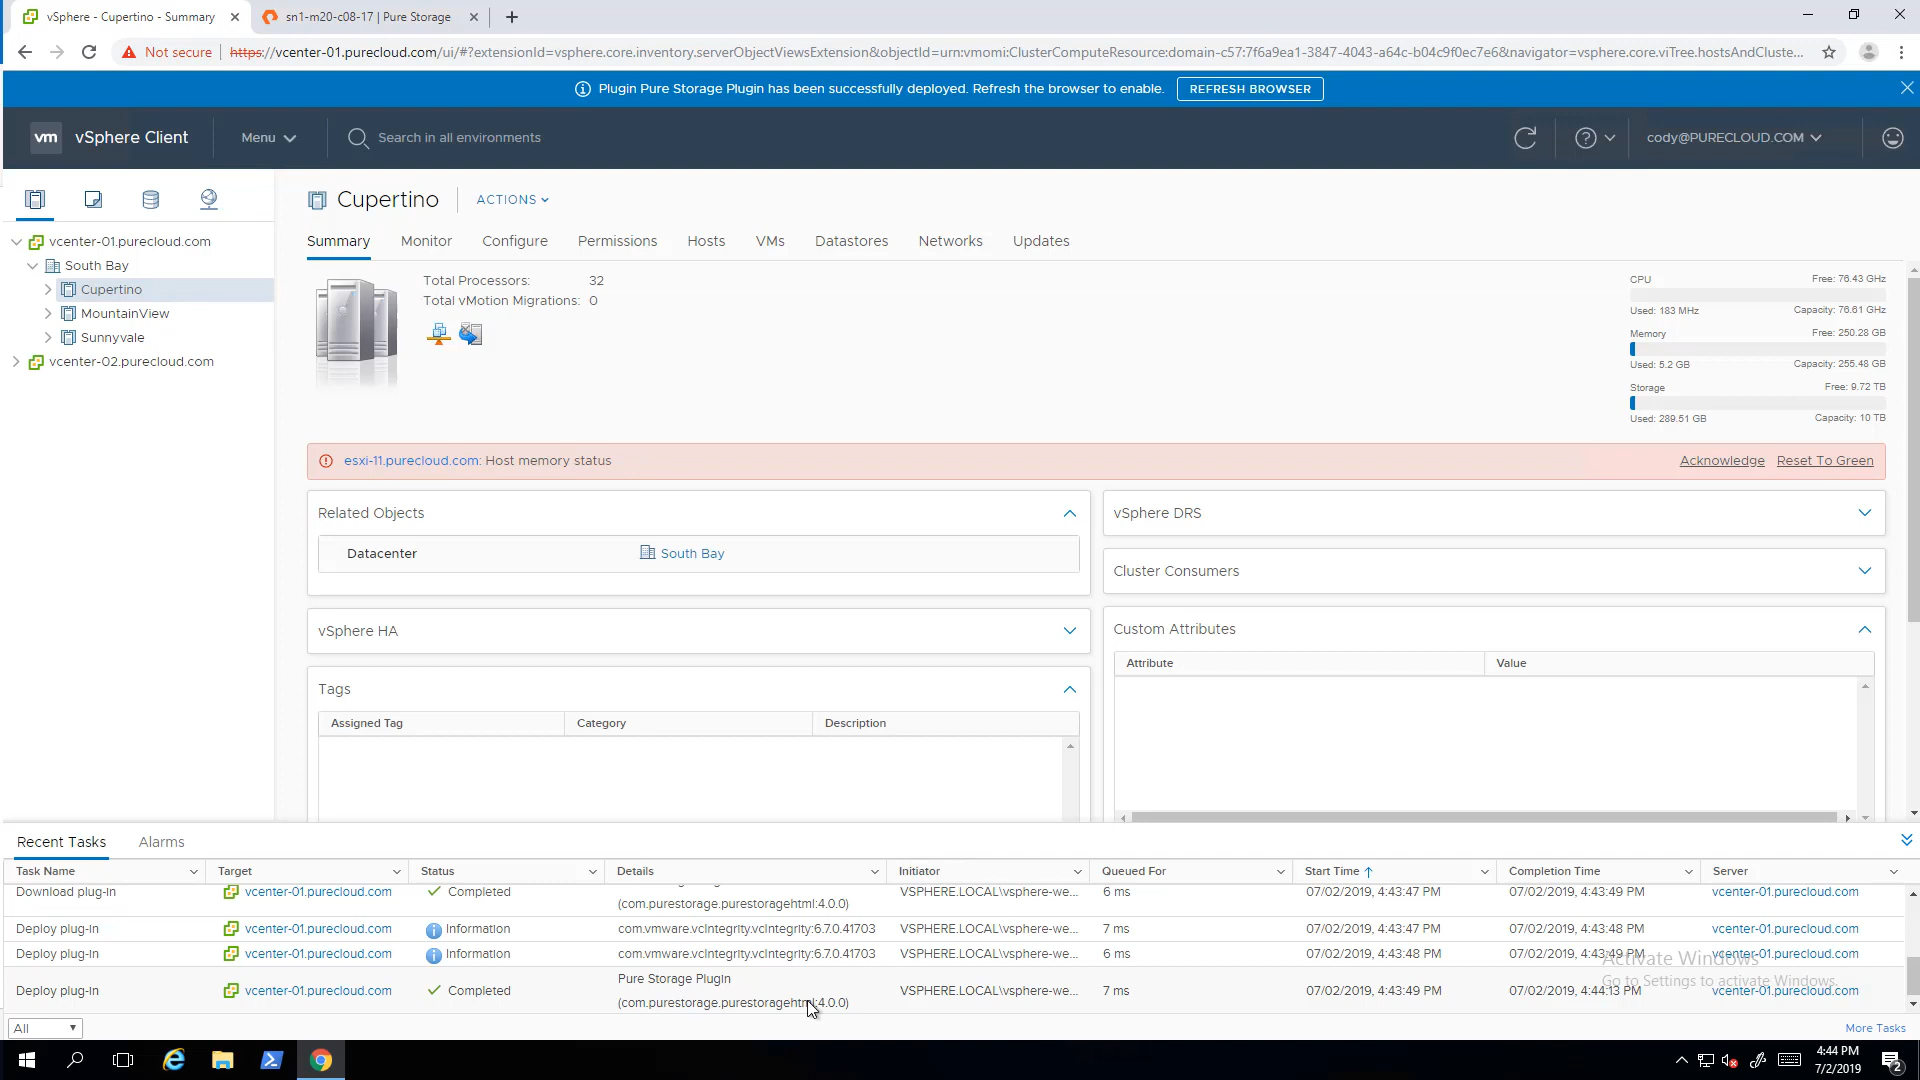 vSphere - Cupertino - Summary
sn1-m20-c08-17 | Pure Storage
Not secure | https://vcenter-01.purecloud.com/ui/#?extensionId=vsphere.core.inventory.serverObjectViewsExtension&objectId=urn:vmomi:ClusterComputeResource:domain-c57:7f6a9ea1-3847-4043-a64c-b04c9f0ec7e6&navigator=vsphere.core.viTree.hostsAndCluste...
Plugin Pure Storage Plugin has been successfully deployed. Refresh the browser to enable. REFRESH BROWSER
vm vSphere Client Menu Search in all environments cody@PURECLOUD.COM
vcenter-01.purecloud.com
South Bay
Cupertino
MountainView
Sunnyvale
vcenter-02.purecloud.com
Cupertino ACTIONS
Summary Monitor Configure Permissions Hosts VMs Datastores Networks Updates
Total Processors: 32
Total vMotion Migrations: 0
CPU Free: 76.43 GHz
Used: 183 MHz Capacity: 76.61 GHz
Memory Free: 250.28 GB
Used: 5.2 GB Capacity: 255.48 GB
Storage Free: 9.72 TB
Used: 289.51 GB Capacity: 10 TB
esxi-11.purecloud.com: Host memory status Acknowledge Reset To Green
Related Objects
Datacenter South Bay
vSphere HA
Tags
Assigned Tag Category Description
vSphere DRS
Cluster Consumers
Custom Attributes
Attribute Value
Recent Tasks Alarms
Task Name Target Status Details Initiator Queued For Start Time Completion Time Server
Download plug-in vcenter-01.purecloud.com Completed (com.purestorage.purestoragehtml:4.0.0) VSPHERE.LOCAL\vsphere-we... 6 ms 07/02/2019, 4:43:47 PM 07/02/2019, 4:43:49 PM vcenter-01.purecloud.com
Deploy plug-in vcenter-01.purecloud.com Information com.vmware.vcIntegrity.vcIntegrity:6.7.0.41703 VSPHERE.LOCAL\vsphere-we... 7 ms 07/02/2019, 4:43:47 PM 07/02/2019, 4:43:48 PM vcenter-01.purecloud.com
Deploy plug-in vcenter-01.purecloud.com Information com.vmware.vcIntegrity.vcIntegrity:6.7.0.41703 VSPHERE.LOCAL\vsphere-we... 6 ms 07/02/2019, 4:43:48 PM 07/02/2019, 4:43:49 PM vcenter-01.purecloud.com
Deploy plug-in vcenter-01.purecloud.com Completed Pure Storage Plugin (com.purestorage.purestoragehtml:4.0.0) VSPHERE.LOCAL\vsphere-we... 7 ms 07/02/2019, 4:43:49 PM 07/02/2019, 4:44:13 PM vcenter-01.purecloud.com
Activate Windows
Go to Settings to activate Windows.
All More Tasks
4:44 PM
7/2/2019
2